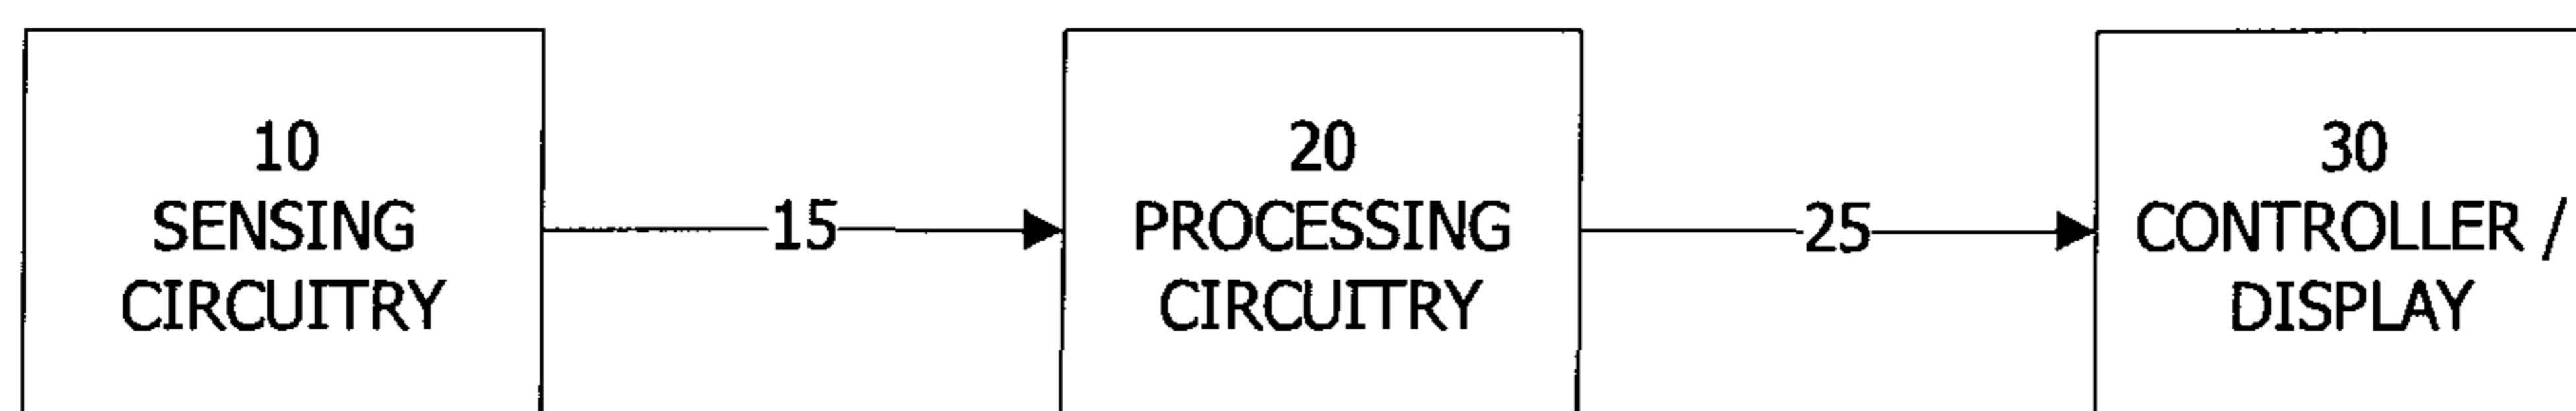 10
SENSING
CIRCUITRY
15
20
PROCESSING
CIRCUITRY
25
30
CONTROLLER /
DISPLAY